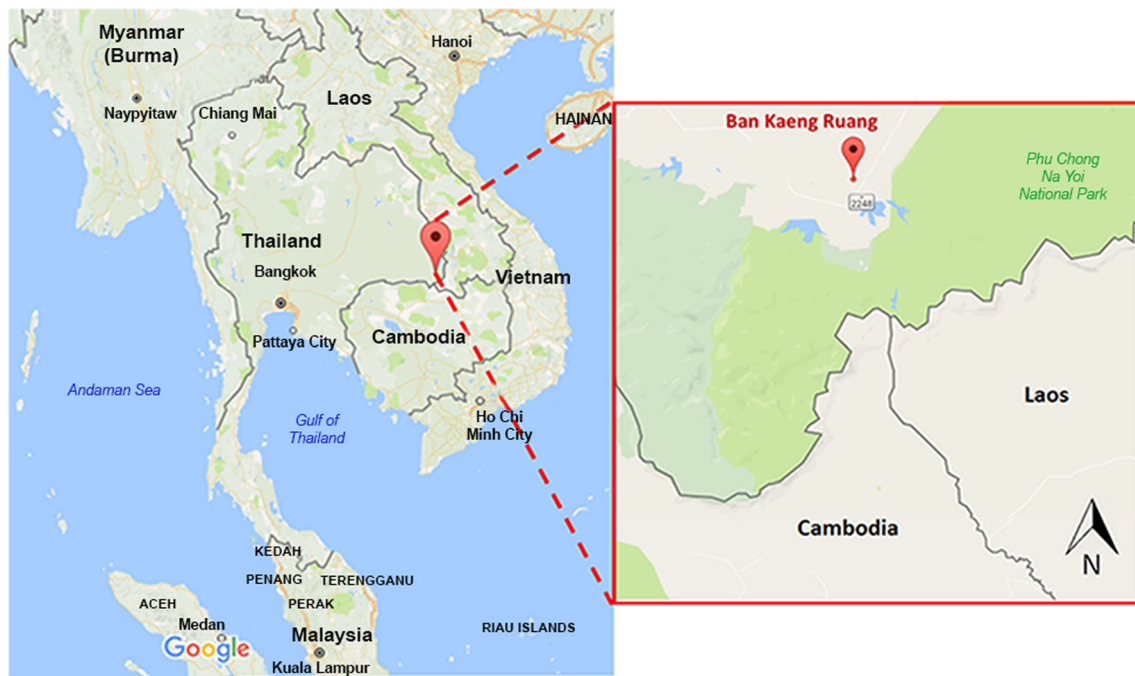 Myanmar
(Burma)
Hanoi
Laos
Naypyitaw
Chiang Mai
HAINAN
Thailand
Bangkok
Vietnam
Pattaya City
Cambodia
Andaman Sea
Gulf of
Thailand
Ho Chi
Minh City
KEDAH
PENANG
TERENGGANU
ACEH
PERAK
Medan
RIAU ISLANDS
Malaysia
Google
Kuala Lampur
Ban Kaeng Ruang
Phu Chong
Na Yoi
National Park
2248
Laos
Cambodia
N